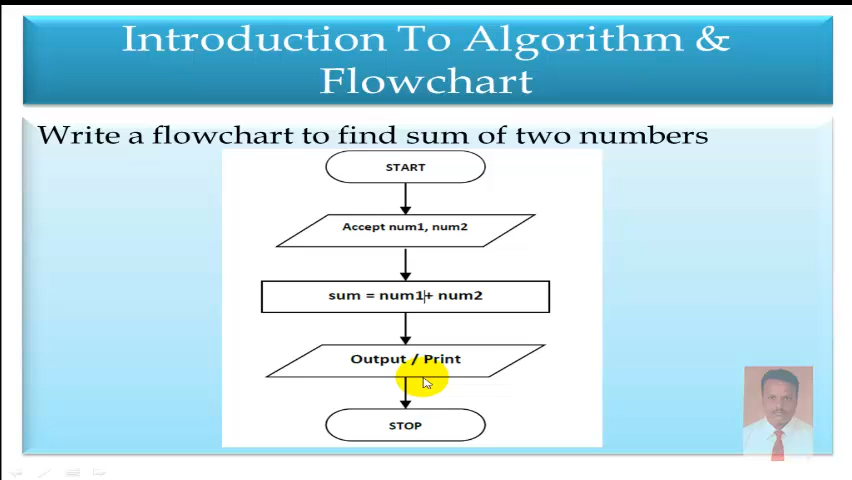 Introduction To Algorithm &
Flowchart
Write a flowchart to find sum of two numbers
START
Accept num1, num2
sum = num1+ num2
Output / Print
STOP